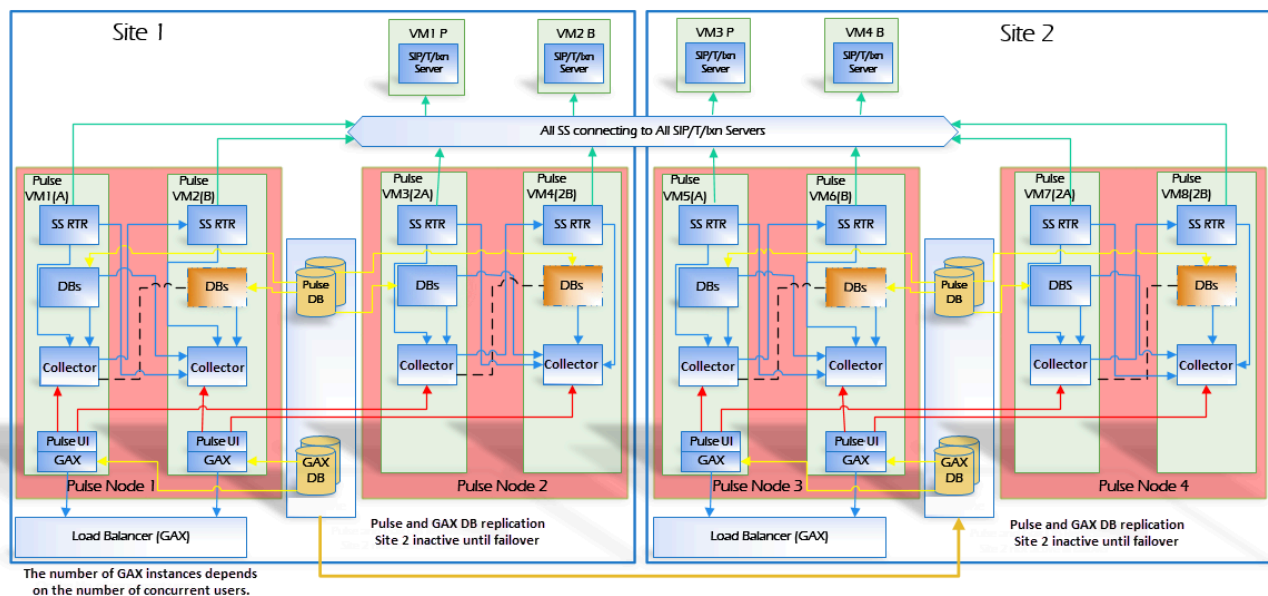 Site 1
Site 2
VM1 P
SIP/T/Ixn
Server
VM2 B
SIP/T/Ixn
Server
VM3 P
SIP/T/Ixn
Server
VM4 B
SIP/T/Ixn
Server
All SS connecting to All SIP/T/Ixn Servers
Pulse
VM1(A)
SS RTR
DBs
Collector
Pulse UI
GAX
Pulse
VM2(B)
SS RTR
DBs
Collector
Pulse UI
GAX
Pulse Node 1
Pulse
DB
GAX
DB
Pulse
VM3(2A)
SS RTR
DBs
Collector
Pulse
VM4(2B)
SS RTR
DBs
Collector
Pulse Node 2
Pulse
VM5(A)
SS RTR
DBs
Collector
Pulse UI
GAX
Pulse
VM6(B)
SS RTR
DBs
Collector
Pulse UI
GAX
Pulse Node 3
Pulse
DB
GAX
DB
Pulse
VM7(2A)
SS RTR
DBS
Collector
Pulse
VM8(2B)
SS RTR
DBs
Collector
Pulse Node 4
Load Balancer (GAX)
Pulse and GAX DB replication
Site 2 inactive until failover
Load Balancer (GAX)
Pulse and GAX DB replication
Site 2 inactive until failover
The number of GAX instances depends
on the number of concurrent users.